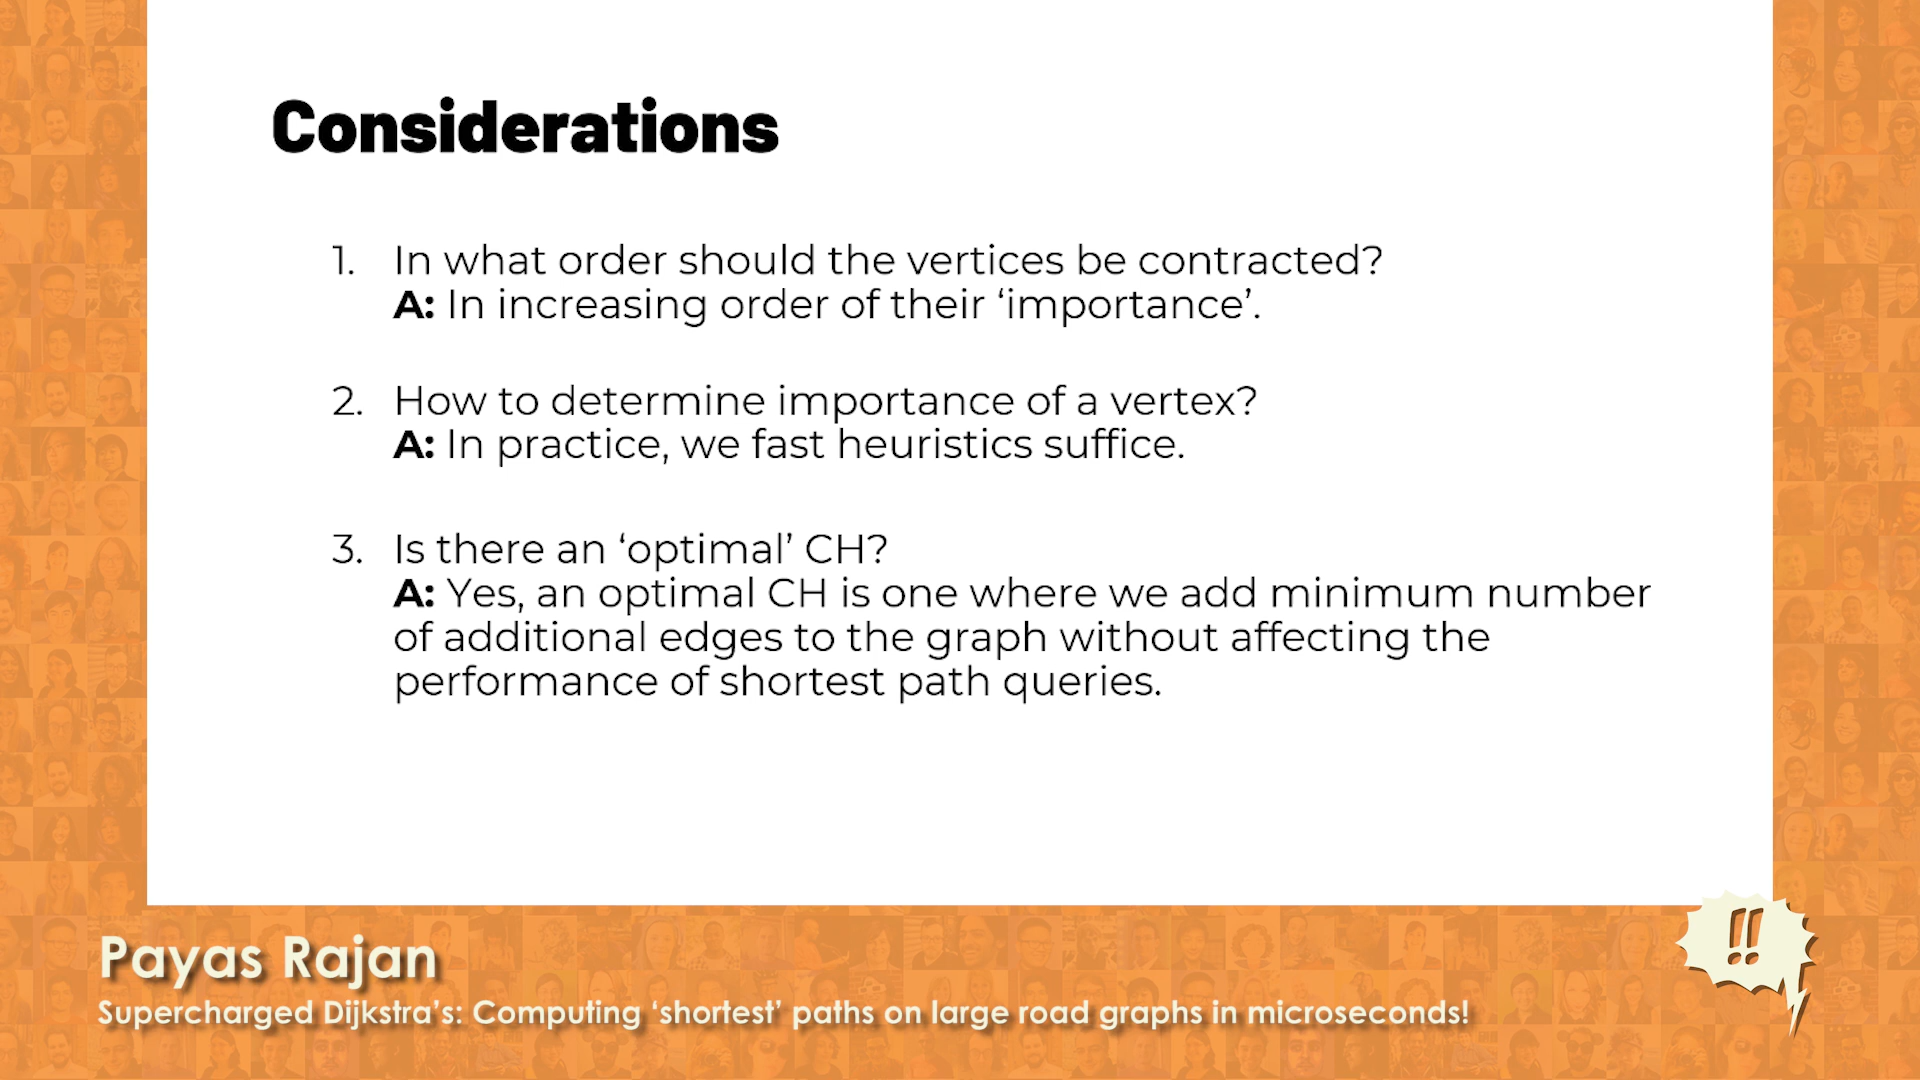 Considerations
1. In what order should the vertices be contracted?
A: In increasing order of their ‘importance’.
2. How to determine importance of a vertex?
A: In practice, we fast heuristics suffice.
3. Is there an ‘optimal’ CH?
A: Yes, an optimal CH is one where we add minimum number
of additional edges to the graph without affecting the
performance of shortest path queries.
!!
Payas Rajan
Supercharged Dijkstra’s: Computing ‘shortest’ paths on large road graphs in microseconds!